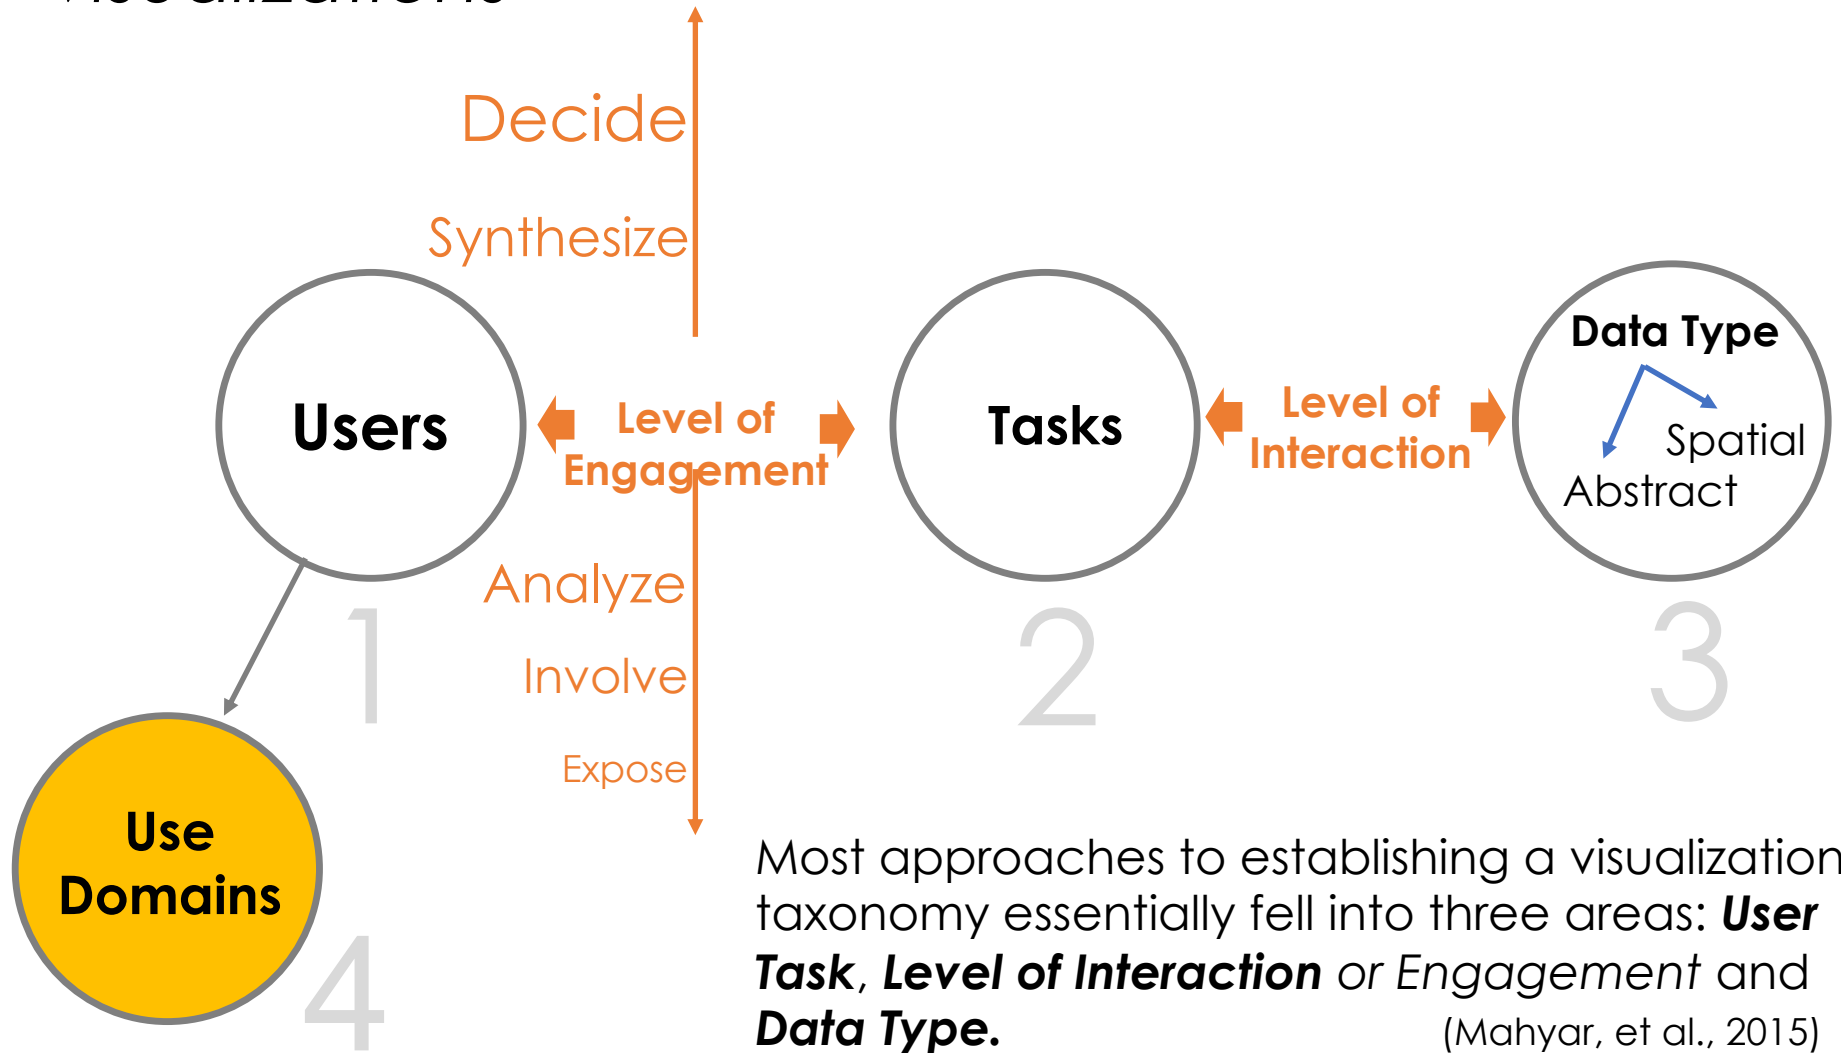 visualizations
Decide
Synthesize
Users
Level of
Engagement
Tasks
Level of
Interaction
Data Type
Spatial
Abstract
Analyze
Involve
Expose
1
2
3
Use
Domains
4
Most approaches to establishing a visualization
taxonomy essentially fell into three areas: User
Task, Level of Interaction or Engagement and
Data Type.
(Mahyar, et al., 2015)